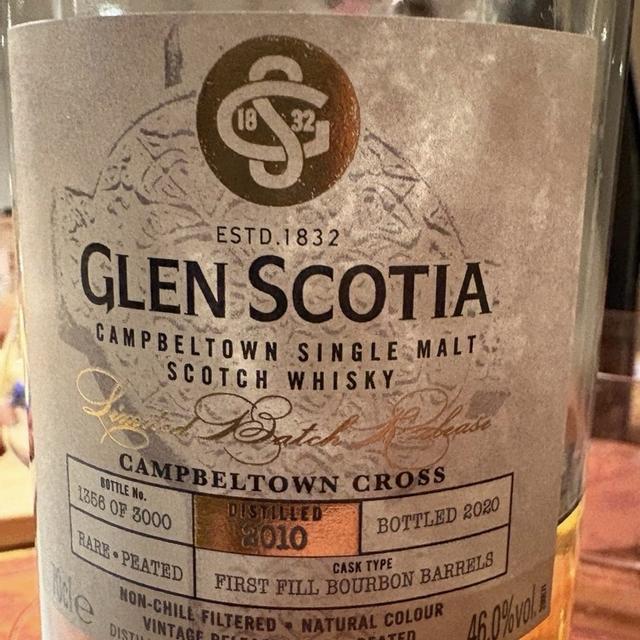 18 GS 32
ESTD.1832
GLEN SCOTIA
CAMPBELTOWN SINGLE MALT
SCOTCH WHISKY
Limited Batch Release
CAMPBELTOWN CROSS
BOTTLE No.
1358 OF 3000
DISTILLED
2010
BOTTLED 2020
RARE • PEATED
CASK TYPE
FIRST FILL BOURBON BARRELS
70cl e
NON-CHILL FILTERED • NATURAL COLOUR
46.0%vol
VINTAGE